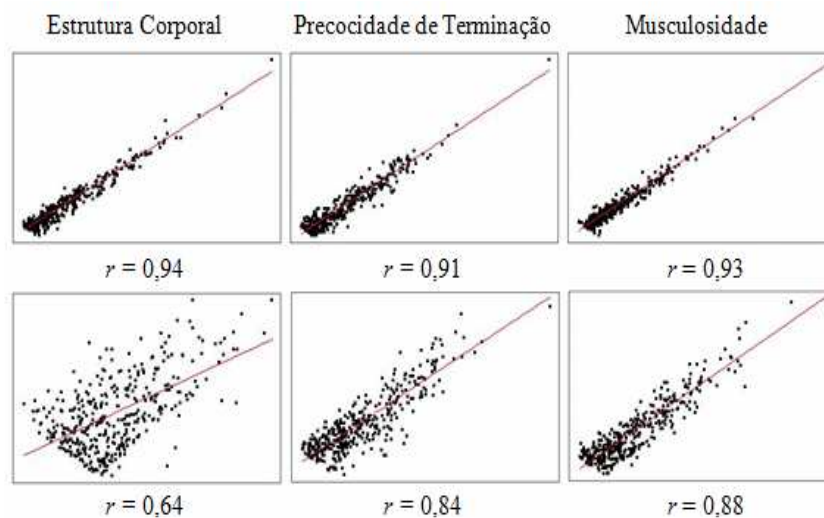 Estrutura Corporal Precocidade de Terminação Musculosidade
r = 0,94 r = 0,91 r = 0,93
r = 0,64 r = 0,84 r = 0,88